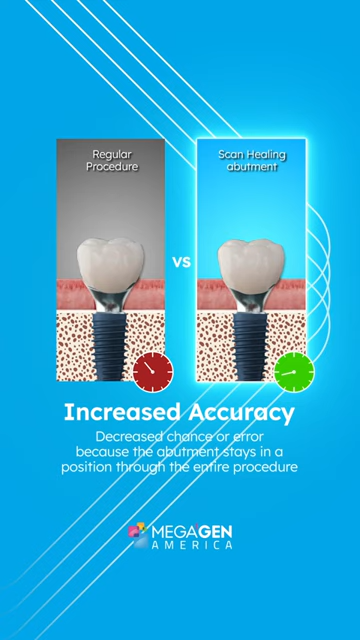 Regular
Procedure
Scan Healing
abutment
VS
Increased Accuracy
Decreased chance or error
because the abutment stays in a
position through the entire procedure
MEGAGEN
AMERICA